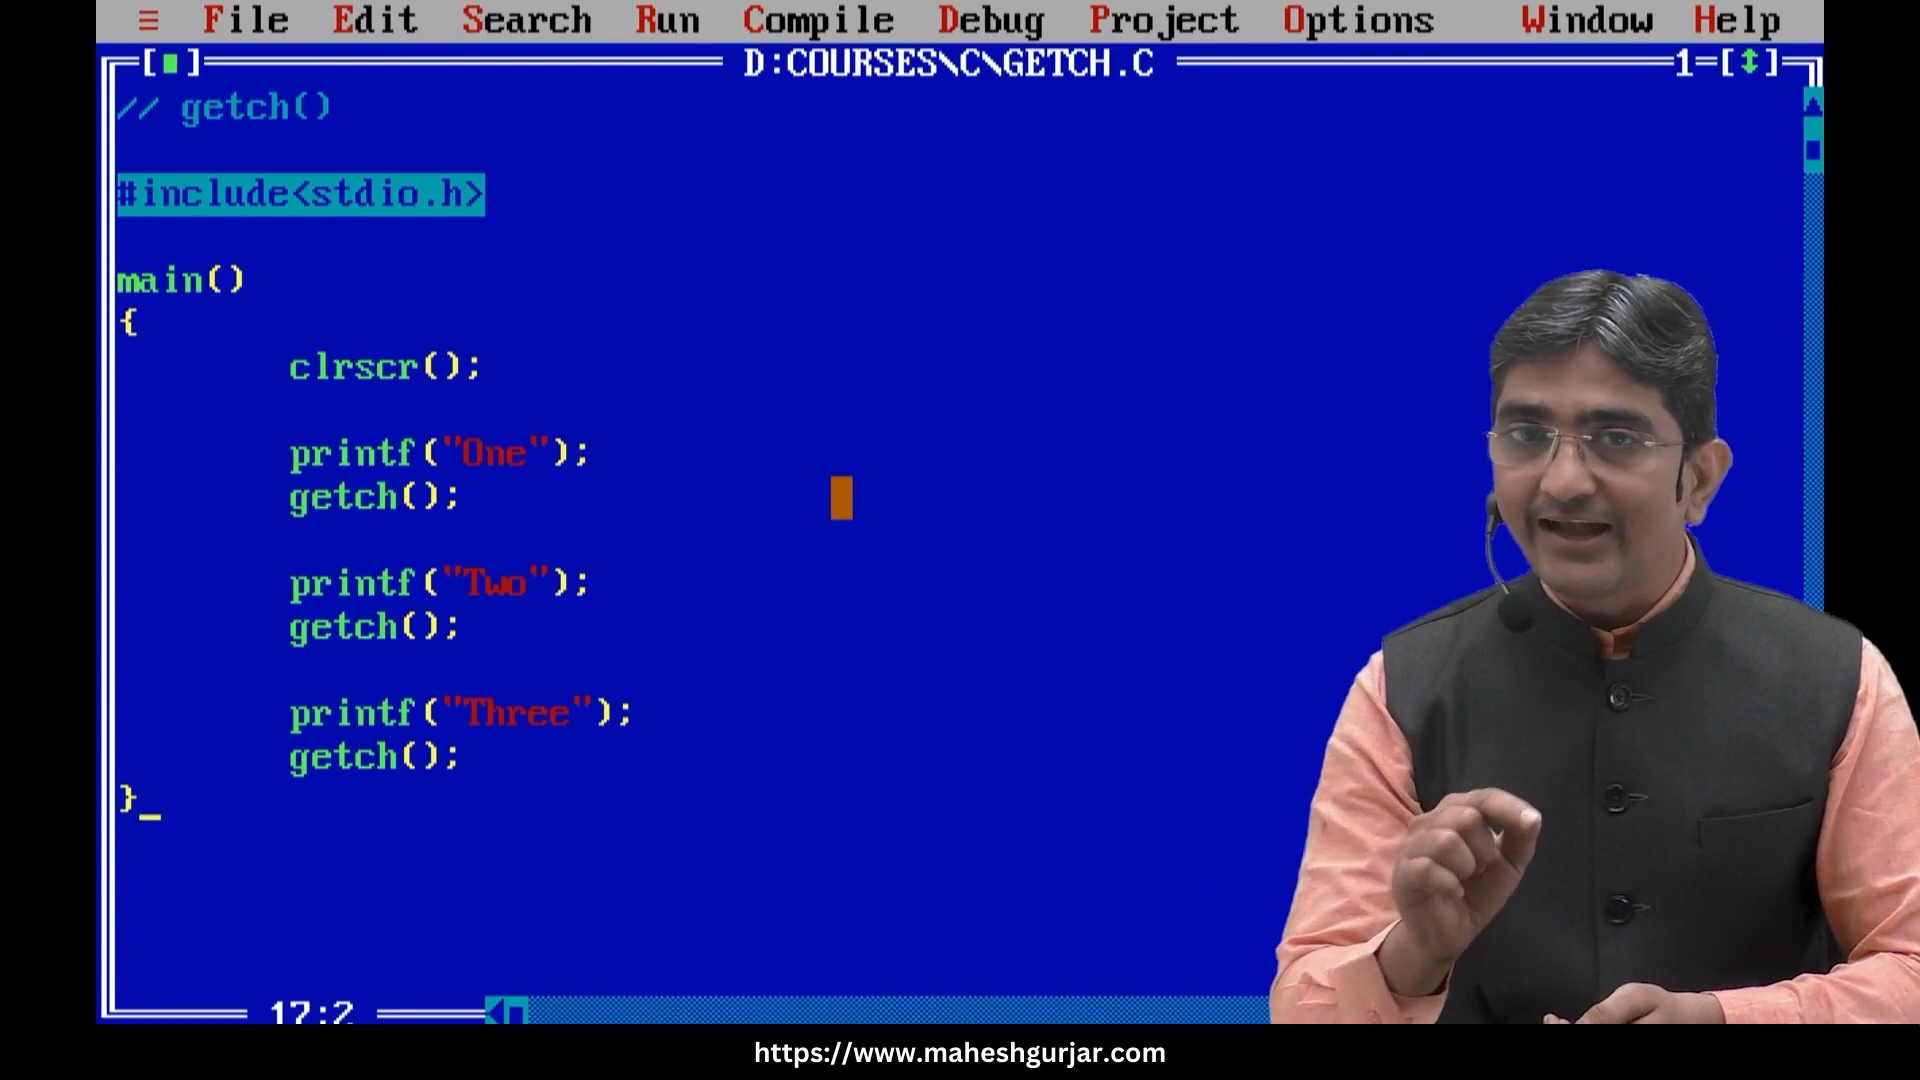 ≡ File Edit Search Run Compile Debug Project Options Window Help
[■] D:COURSES\C\GETCH.C 1=[↕]
// getch()
#include<stdio.h>
main()
{
clrscr();
printf("One");
getch();
printf("Two");
getch();
printf("Three");
getch();
}_
17:2
https://www.maheshgurjar.com